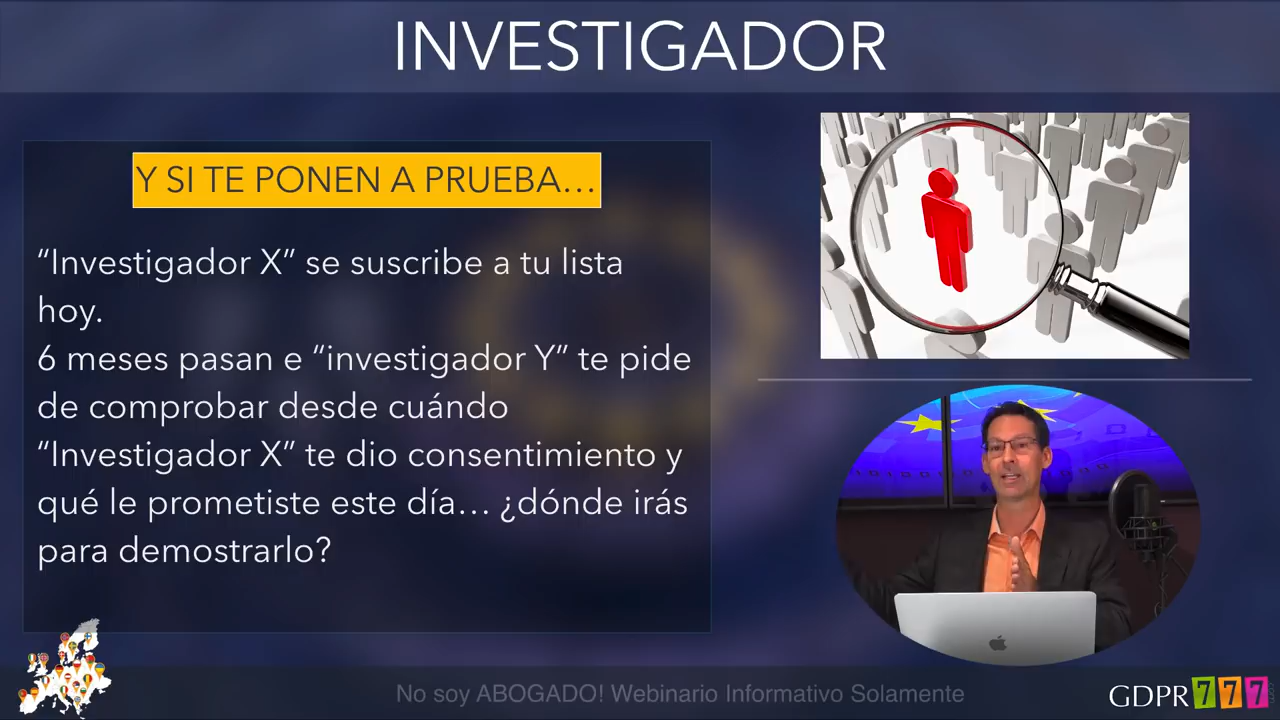 INVESTIGADOR
Y SI TE PONEN A PRUEBA…
“Investigador X” se suscribe a tu lista
hoy.
6 meses pasan e “investigador Y” te pide
de comprobar desde cuándo
“Investigador X” te dio consentimiento y
qué le prometiste este día… ¿dónde irás
para demostrarlo?
No soy ABOGADO! Webinario Informativo Solamente
GDPR777